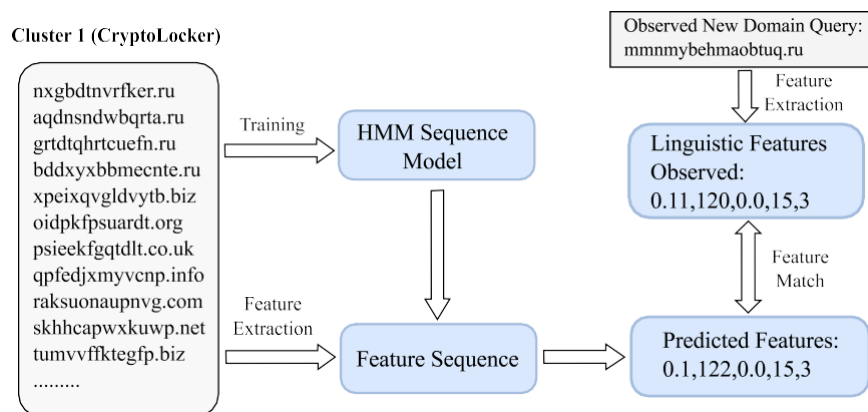 Cluster 1 (CryptoLocker)
nxgbdtnvrfker.ru
aqdnsndwbqrta.ru
grtdtqhrtcuefn.ru
bddxyxbbmecnte.ru
xpeixqvgldvytb.biz
oidpkfpsuardt.org
psieekfgqtdlt.co.uk
qpfedjxmyvcnp.info
raksuonaupnvg.com
skhhcapwxkuwp.net
tumvvffktegfp.biz
.........
Training
HMM Sequence
Model
Feature
Extraction
Feature Sequence
Observed New Domain Query:
mmnmybehmaobtuq.ru
Feature
Extraction
Linguistic Features
Observed:
0.11,120,0.0,15,3
Feature
Match
Predicted Features:
0.1,122,0.0,15,3